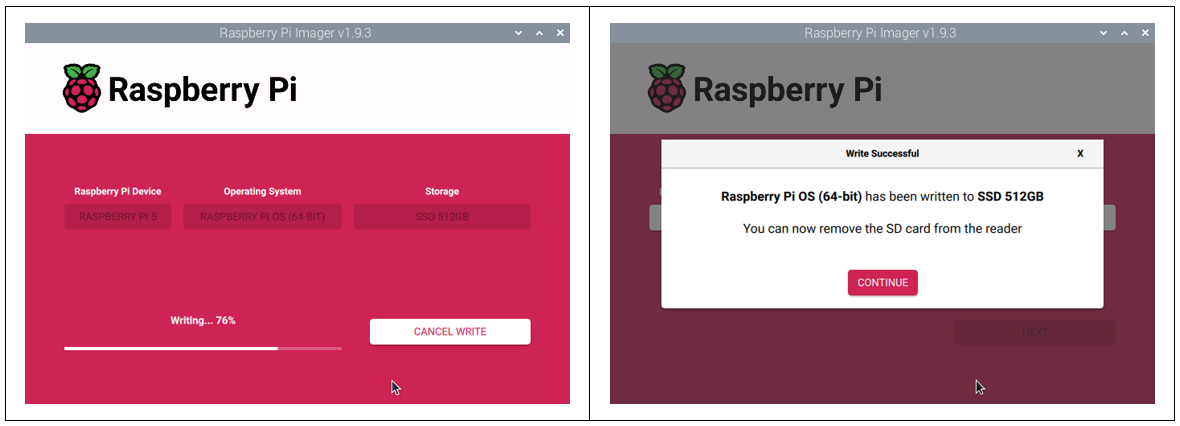 Raspberry Pi Imager v1.9.3
Raspberry Pi
Raspberry Pi Device
Operating System
Storage
RASPBERRY PI 5
RASPBERRY PI OS (64-BIT)
SSD 512GB
Writing... 76%
CANCEL WRITE
Raspberry Pi Imager v1.9.3
Raspberry Pi
Write Successful
X
Raspberry Pi OS (64-bit) has been written to SSD 512GB
You can now remove the SD card from the reader
CONTINUE
NEXT